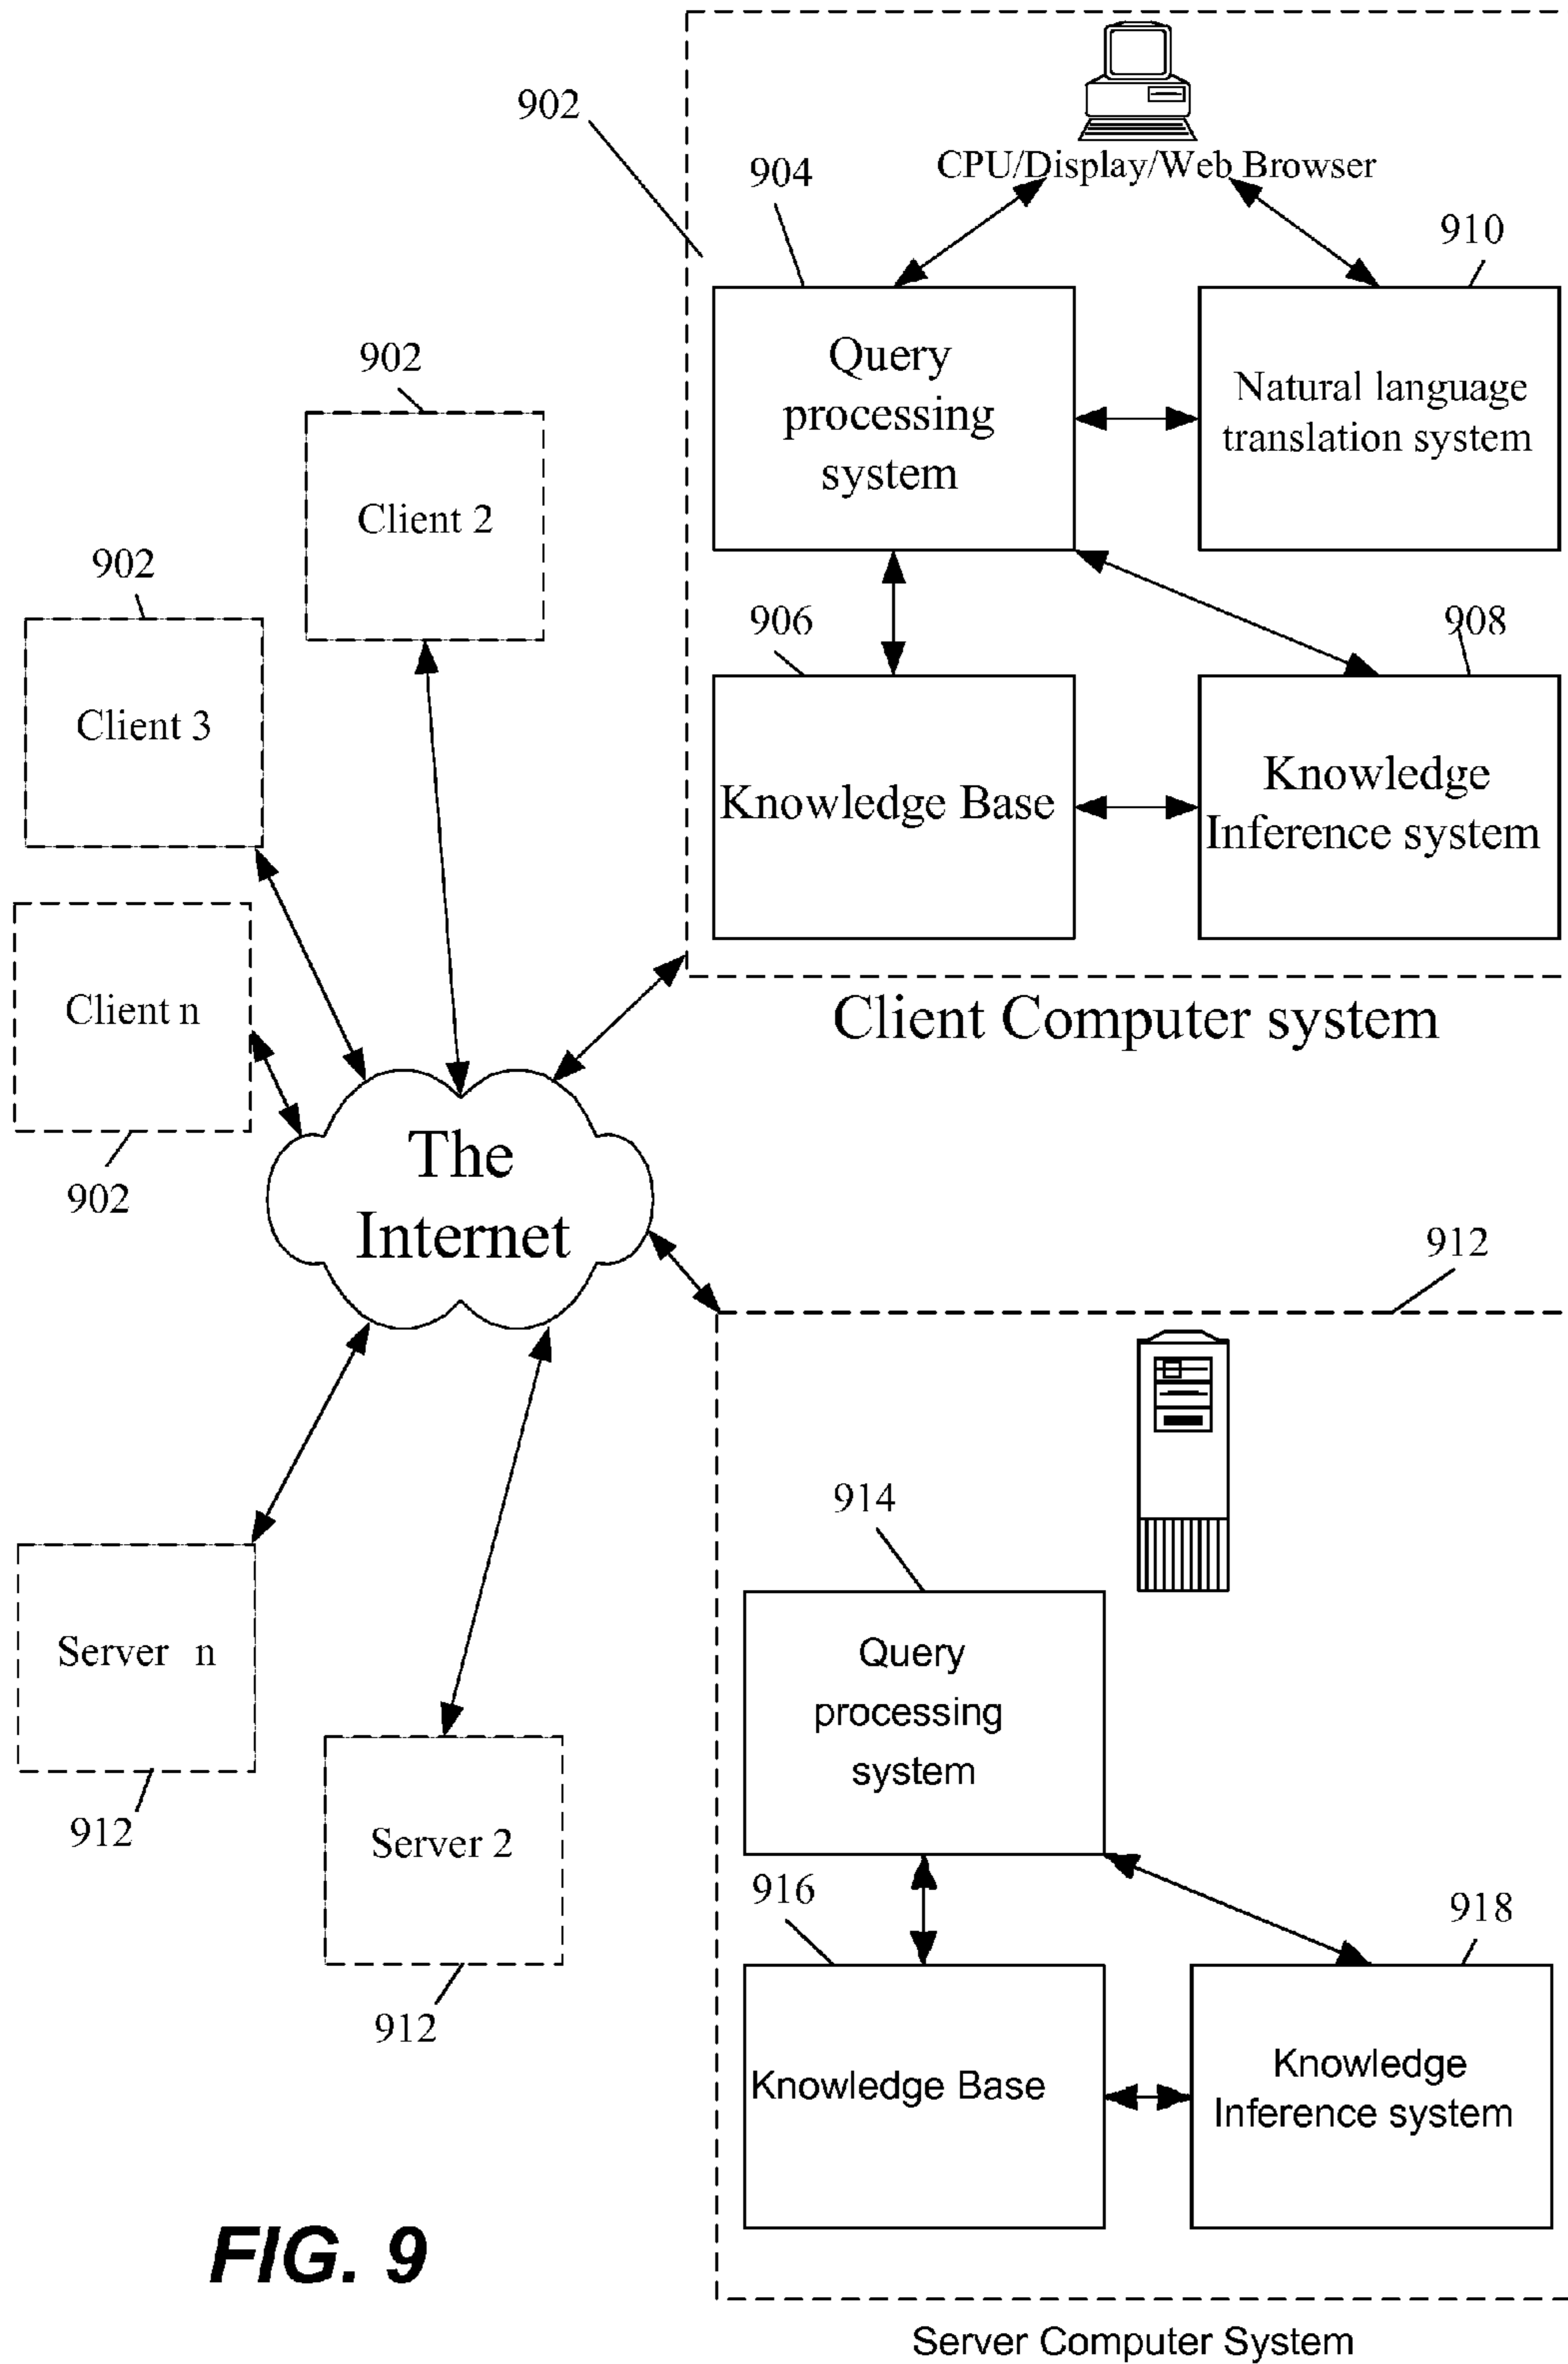 902
CPU/Display/Web Browser
904
910
Query
processing
system
Natural language
translation system
902
Client 2
902
Client 3
906
908
Knowledge Base
Knowledge
Inference system
Client n
902
Client Computer system
The
Internet
912
914
Query
processing
system
Server n
912
Server 2
912
916
918
Knowledge Base
Knowledge
Inference system
FIG. 9
Server Computer System